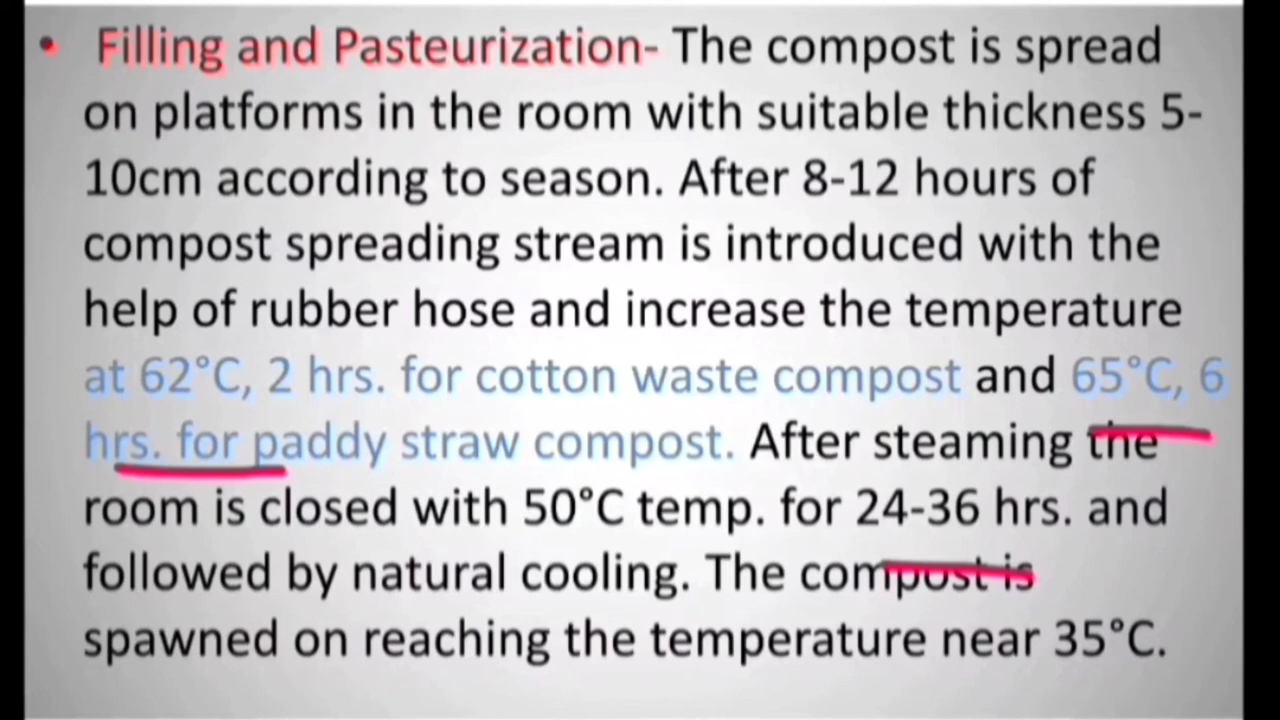 • Filling and Pasteurization- The compost is spread
on platforms in the room with suitable thickness 5-
10cm according to season. After 8-12 hours of
compost spreading stream is introduced with the
help of rubber hose and increase the temperature
at 62°C, 2 hrs. for cotton waste compost and 65°C, 6
hrs. for paddy straw compost. After steaming the
room is closed with 50°C temp. for 24-36 hrs. and
followed by natural cooling. The compost is
spawned on reaching the temperature near 35°C.